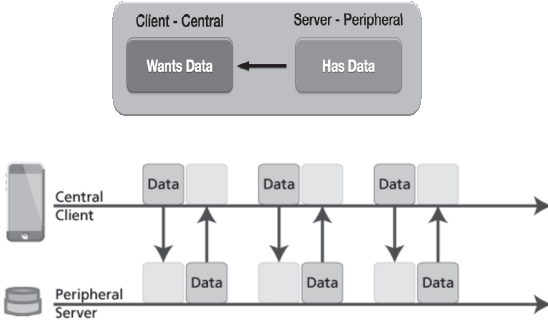 Client - Central
Server - Peripheral
Wants Data
Has Data
Data
Data
Data
Central
Client
Data
Data
Data
Peripheral
Server